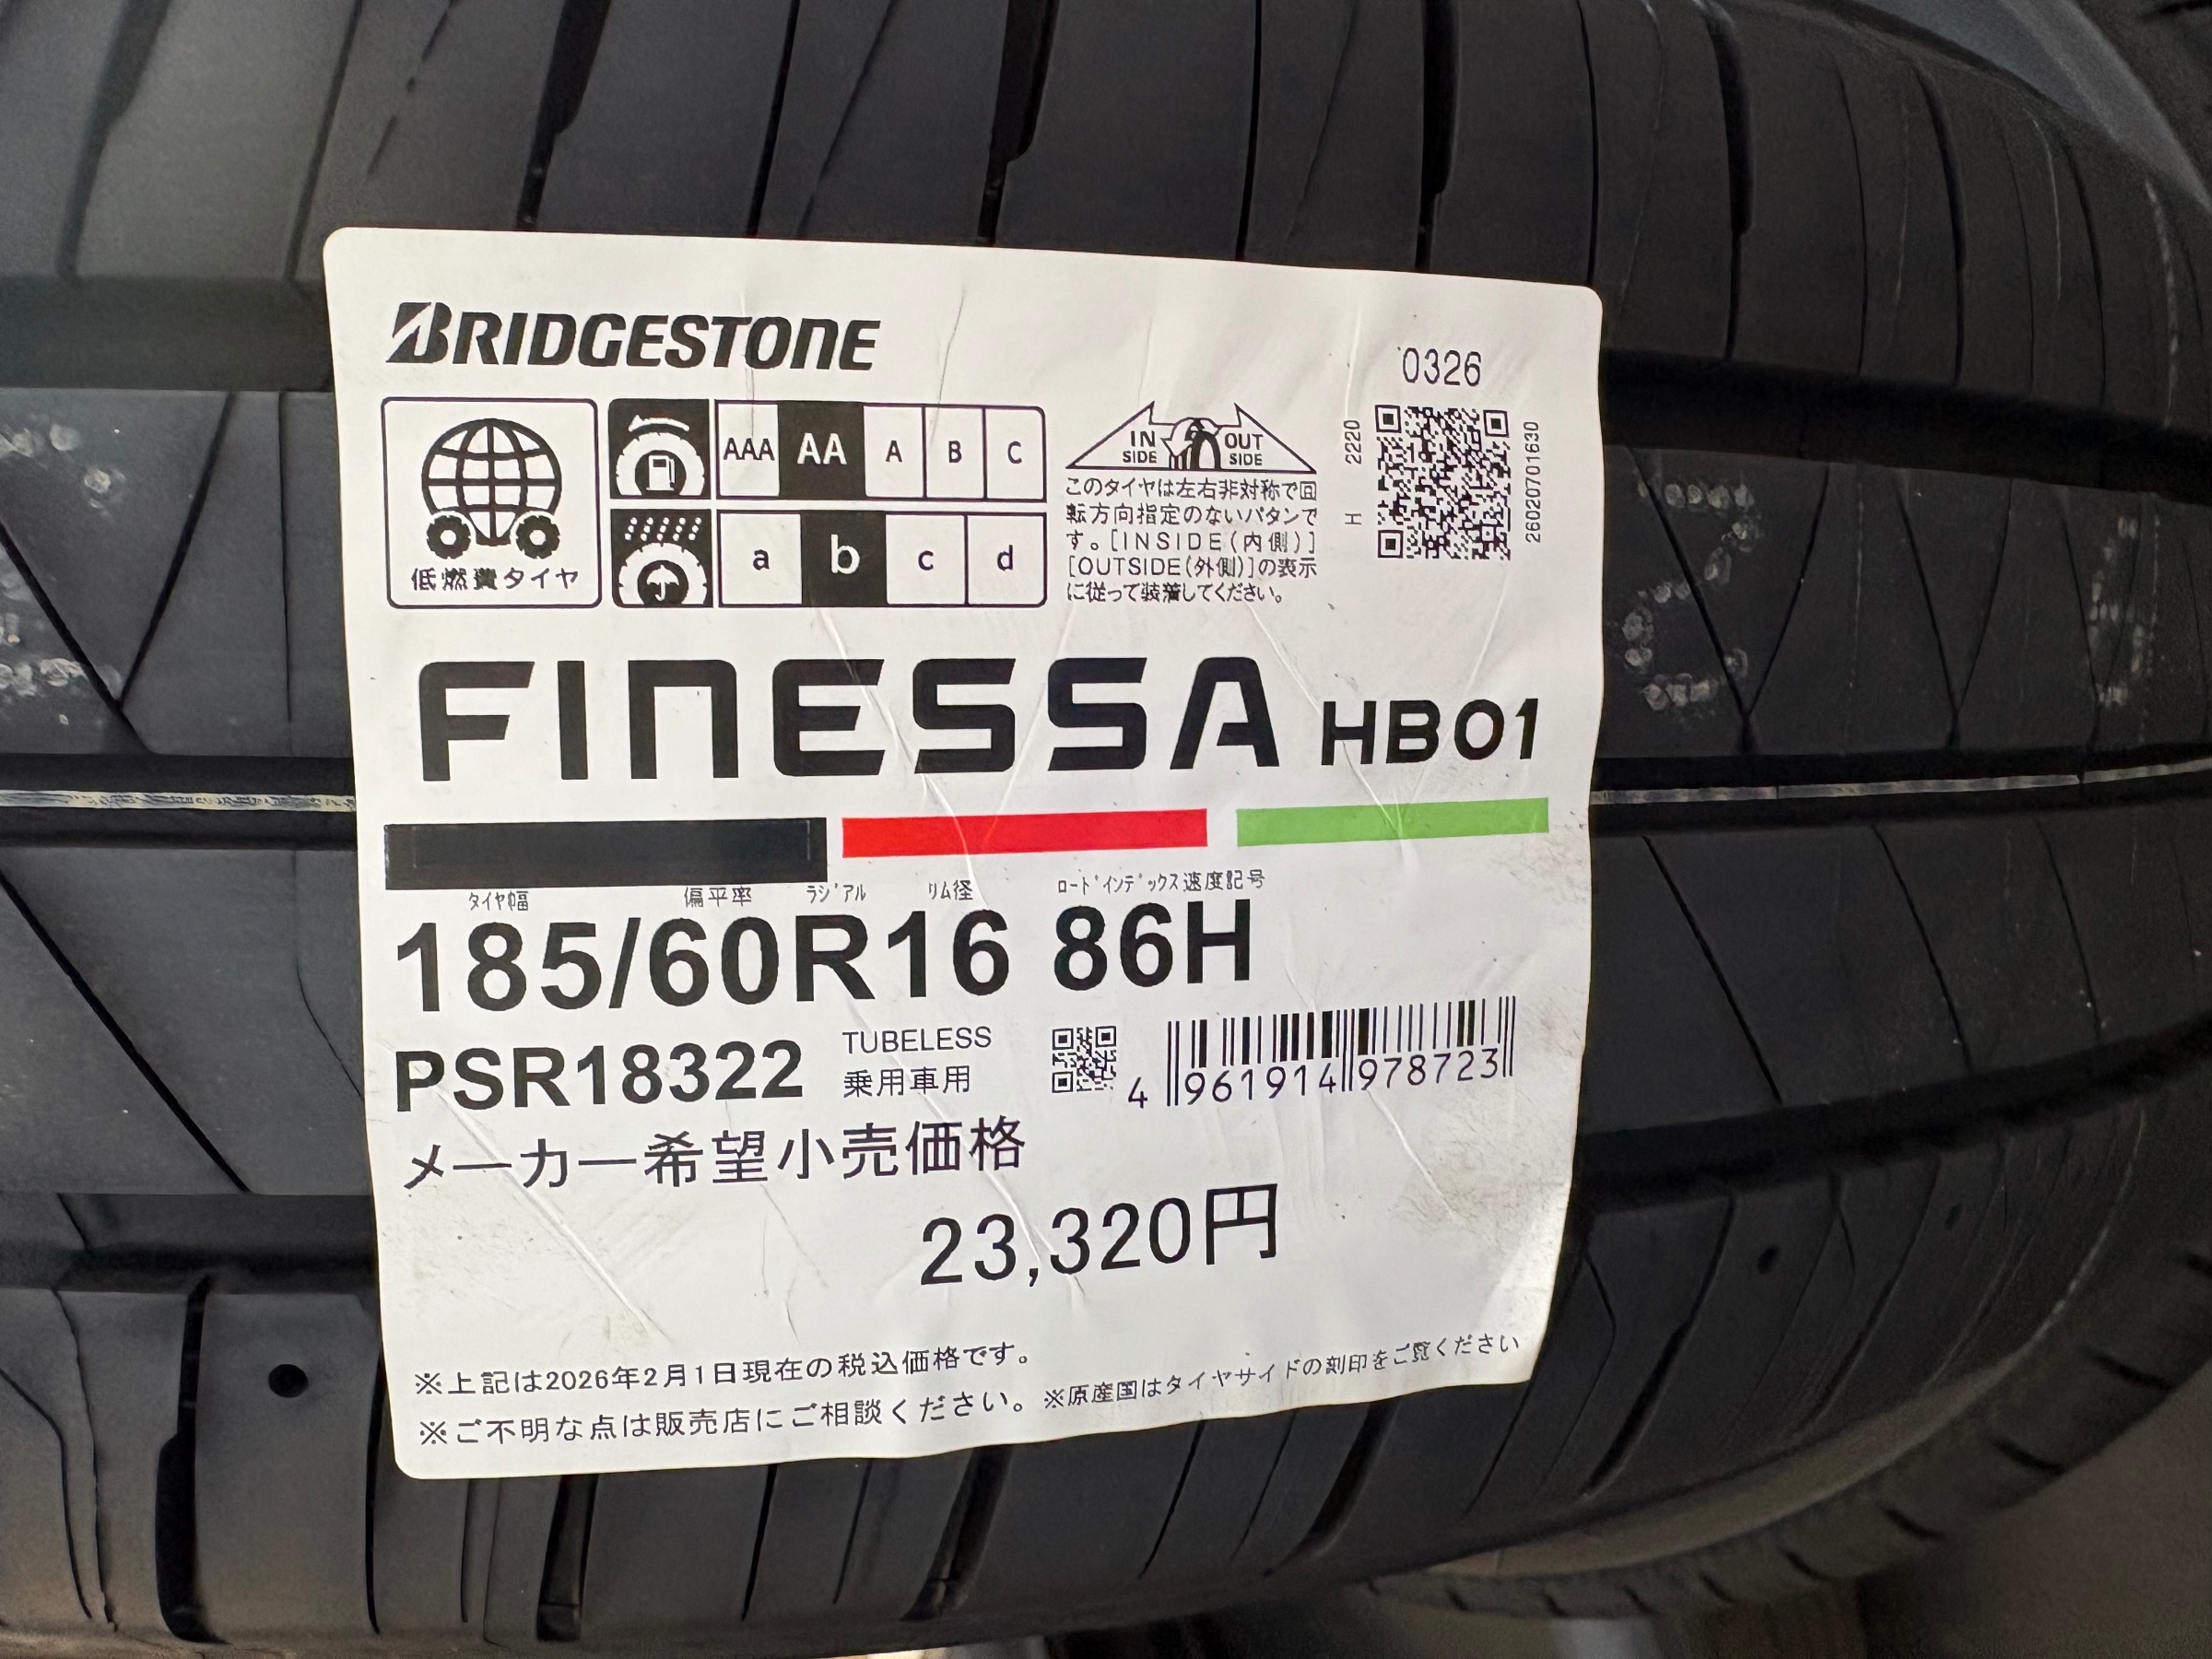 BRIDGESTONE
0326
低燃費タイヤ
AAA AA A B C
a b c d
IN SIDE OUT SIDE
このタイヤは左右非対称で回
転方向指定のないパタンで
す。[INSIDE(内側)]
[OUTSIDE(外側)]の表示
に従って装着してください。
H 2220
2602070701630
FINESSA HB01
タイヤ幅 偏平率 ラジアル リム径 ロードインデックス 速度記号
185/60R16 86H
PSR18322
TUBELESS
乗用車用
4 961914 978723
メーカー希望小売価格
23,320円
※上記は2026年2月1日現在の税込価格です。
※ご不明な点は販売店にご相談ください。※原産国はタイヤサイドの刻印をご覧ください